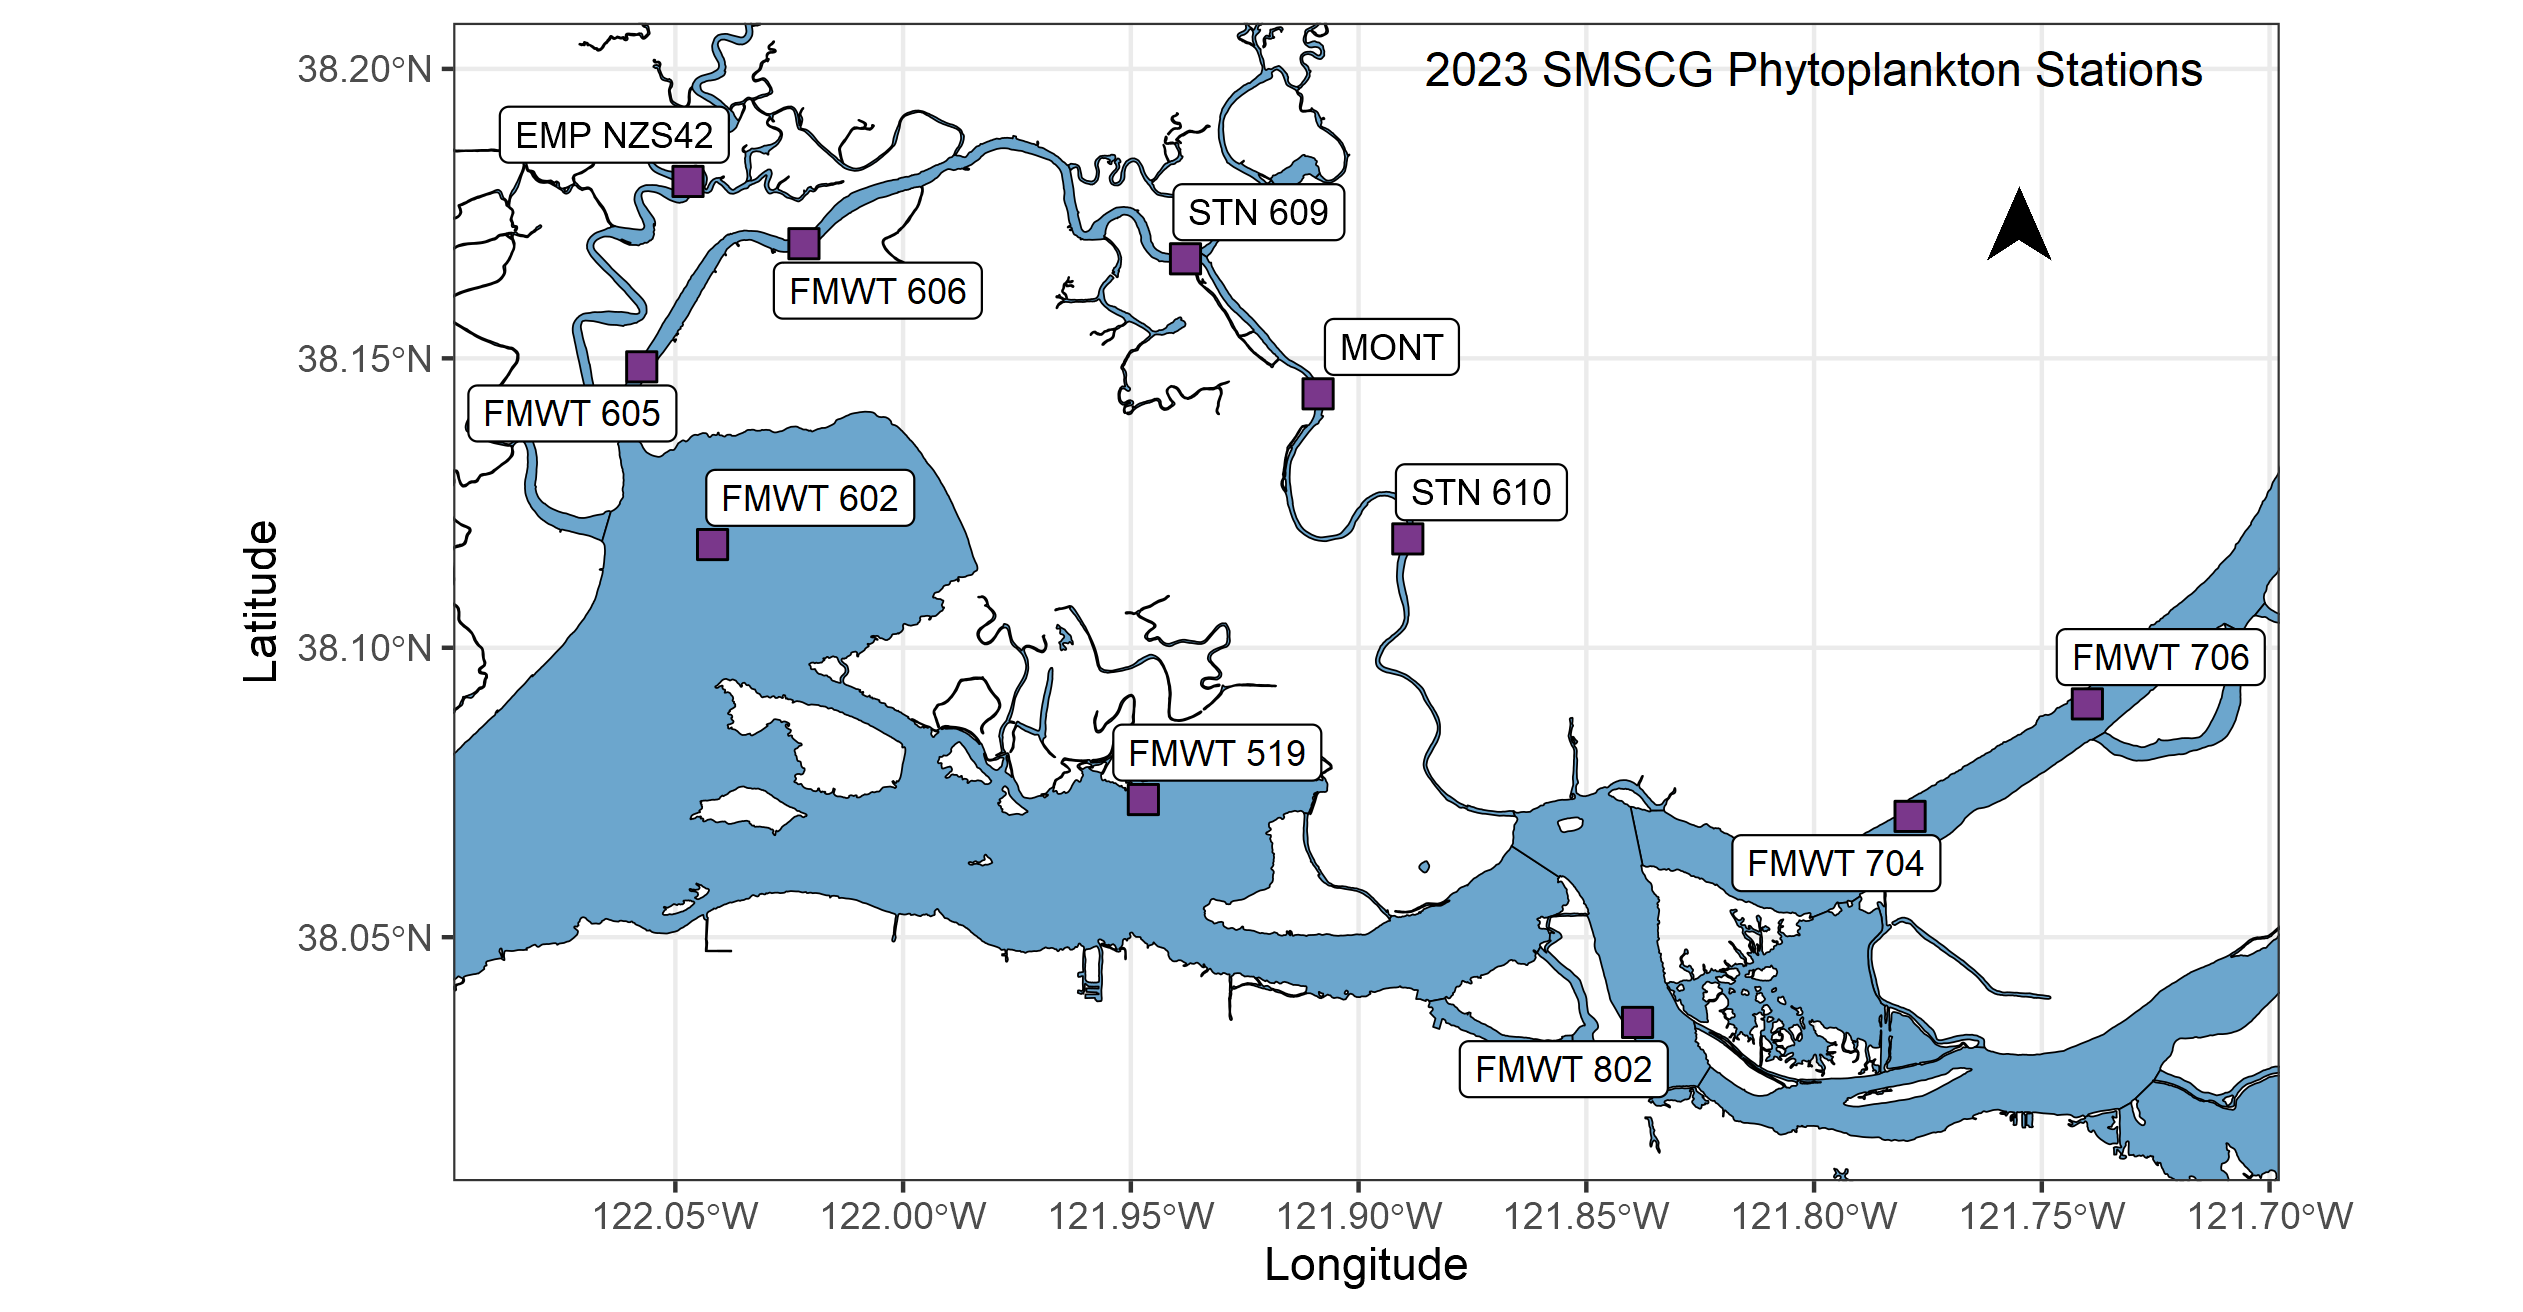 2023 SMSCG Phytoplankton Stations
38.20°N
EMP NZS42
STN 609
FMWT 606
MONT
38.15°N
FMWT 605
FMWT 602
STN 610
Latitude
38.10°N
FMWT 706
FMWT 519
FMWT 704
38.05°N
FMWT 802
122.05°W
122.00°W
121.95°W
121.90°W
121.85°W
121.80°W
121.75°W
121.70°W
Longitude